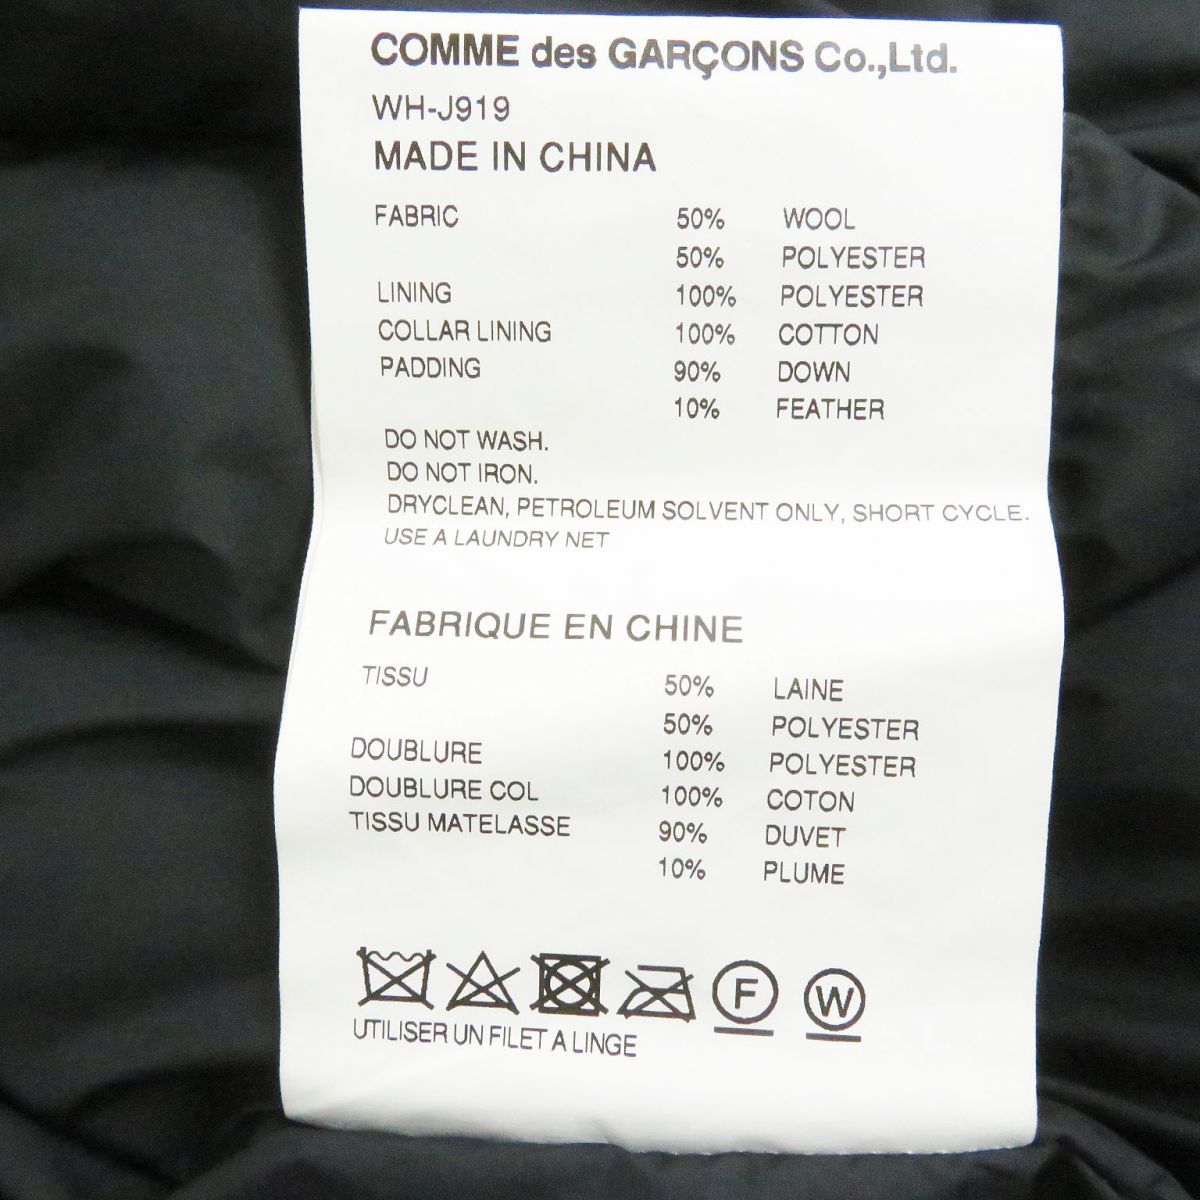 COMME des GARÇONS Co.,Ltd.
WH-J919
MADE IN CHINA
FABRIC 50% WOOL
50% POLYESTER
LINING 100% POLYESTER
COLLAR LINING 100% COTTON
PADDING 90% DOWN
10% FEATHER
DO NOT WASH.
DO NOT IRON.
DRYCLEAN, PETROLEUM SOLVENT ONLY, SHORT CYCLE.
USE A LAUNDRY NET
FABRIQUE EN CHINE
TISSU 50% LAINE
50% POLYESTER
DOUBLURE 100% POLYESTER
DOUBLURE COL 100% COTON
TISSU MATELASSE 90% DUVET
10% PLUME
F W
UTILISER UN FILET A LINGE